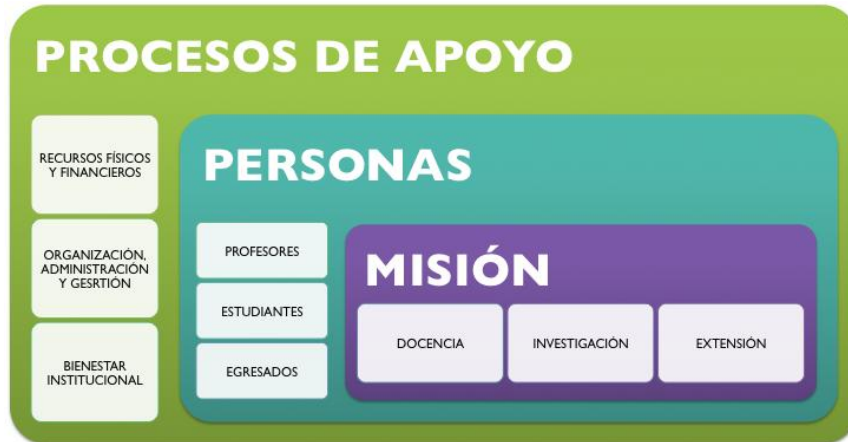 PROCESOS DE APOYO
RECURSOS FÍSICOS
Y FINANCIEROS
ORGANIZACIÓN,
ADMINISTRACIÓN
Y GESRTIÓN
BIENESTAR
INSTITUCIONAL
PERSONAS
PROFESORES
ESTUDIANTES
EGRESADOS
MISIÓN
DOCENCIA
INVESTIGACIÓN
EXTENSIÓN